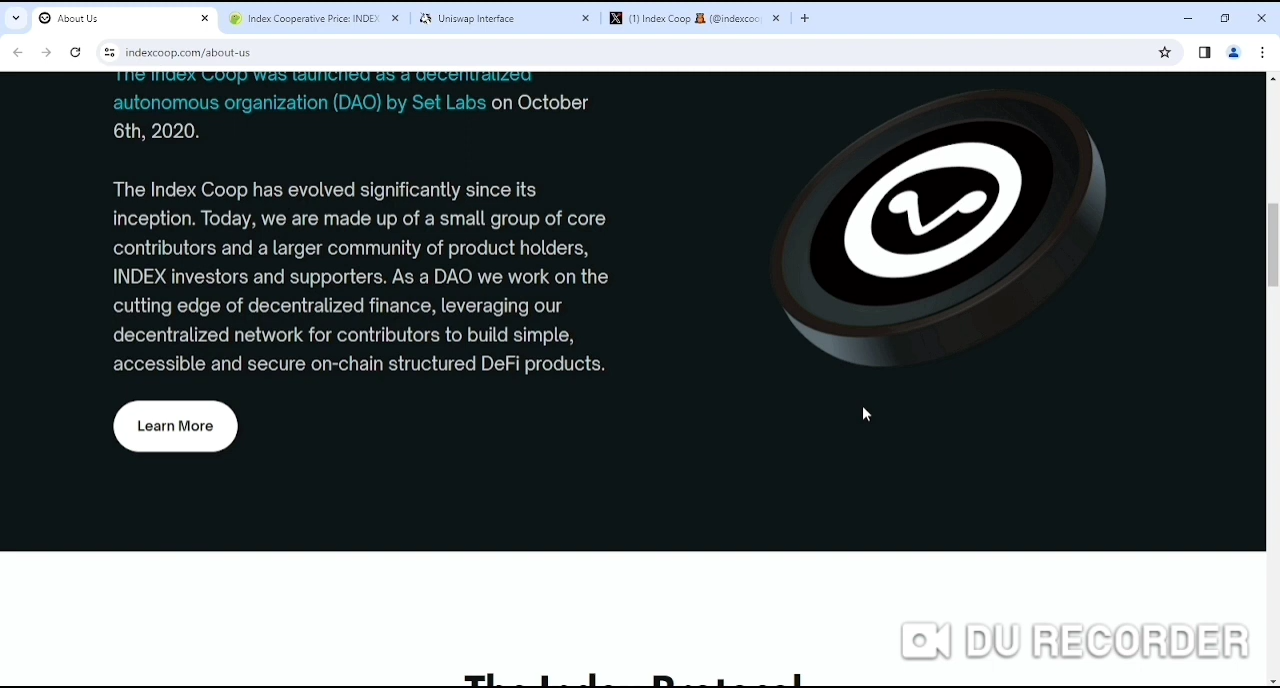 About Us
Index Cooperative Price: INDEX
Uniswap Interface
(1) Index Coop 🦉 (@indexcoo
indexcoop.com/about-us
The Index Coop was launched as a decentralized
autonomous organization (DAO) by Set Labs on October
6th, 2020.
The Index Coop has evolved significantly since its
inception. Today, we are made up of a small group of core
contributors and a larger community of product holders,
INDEX investors and supporters. As a DAO we work on the
cutting edge of decentralized finance, leveraging our
decentralized network for contributors to build simple,
accessible and secure on-chain structured DeFi products.
Learn More
DU RECORDER
The Index Protocol